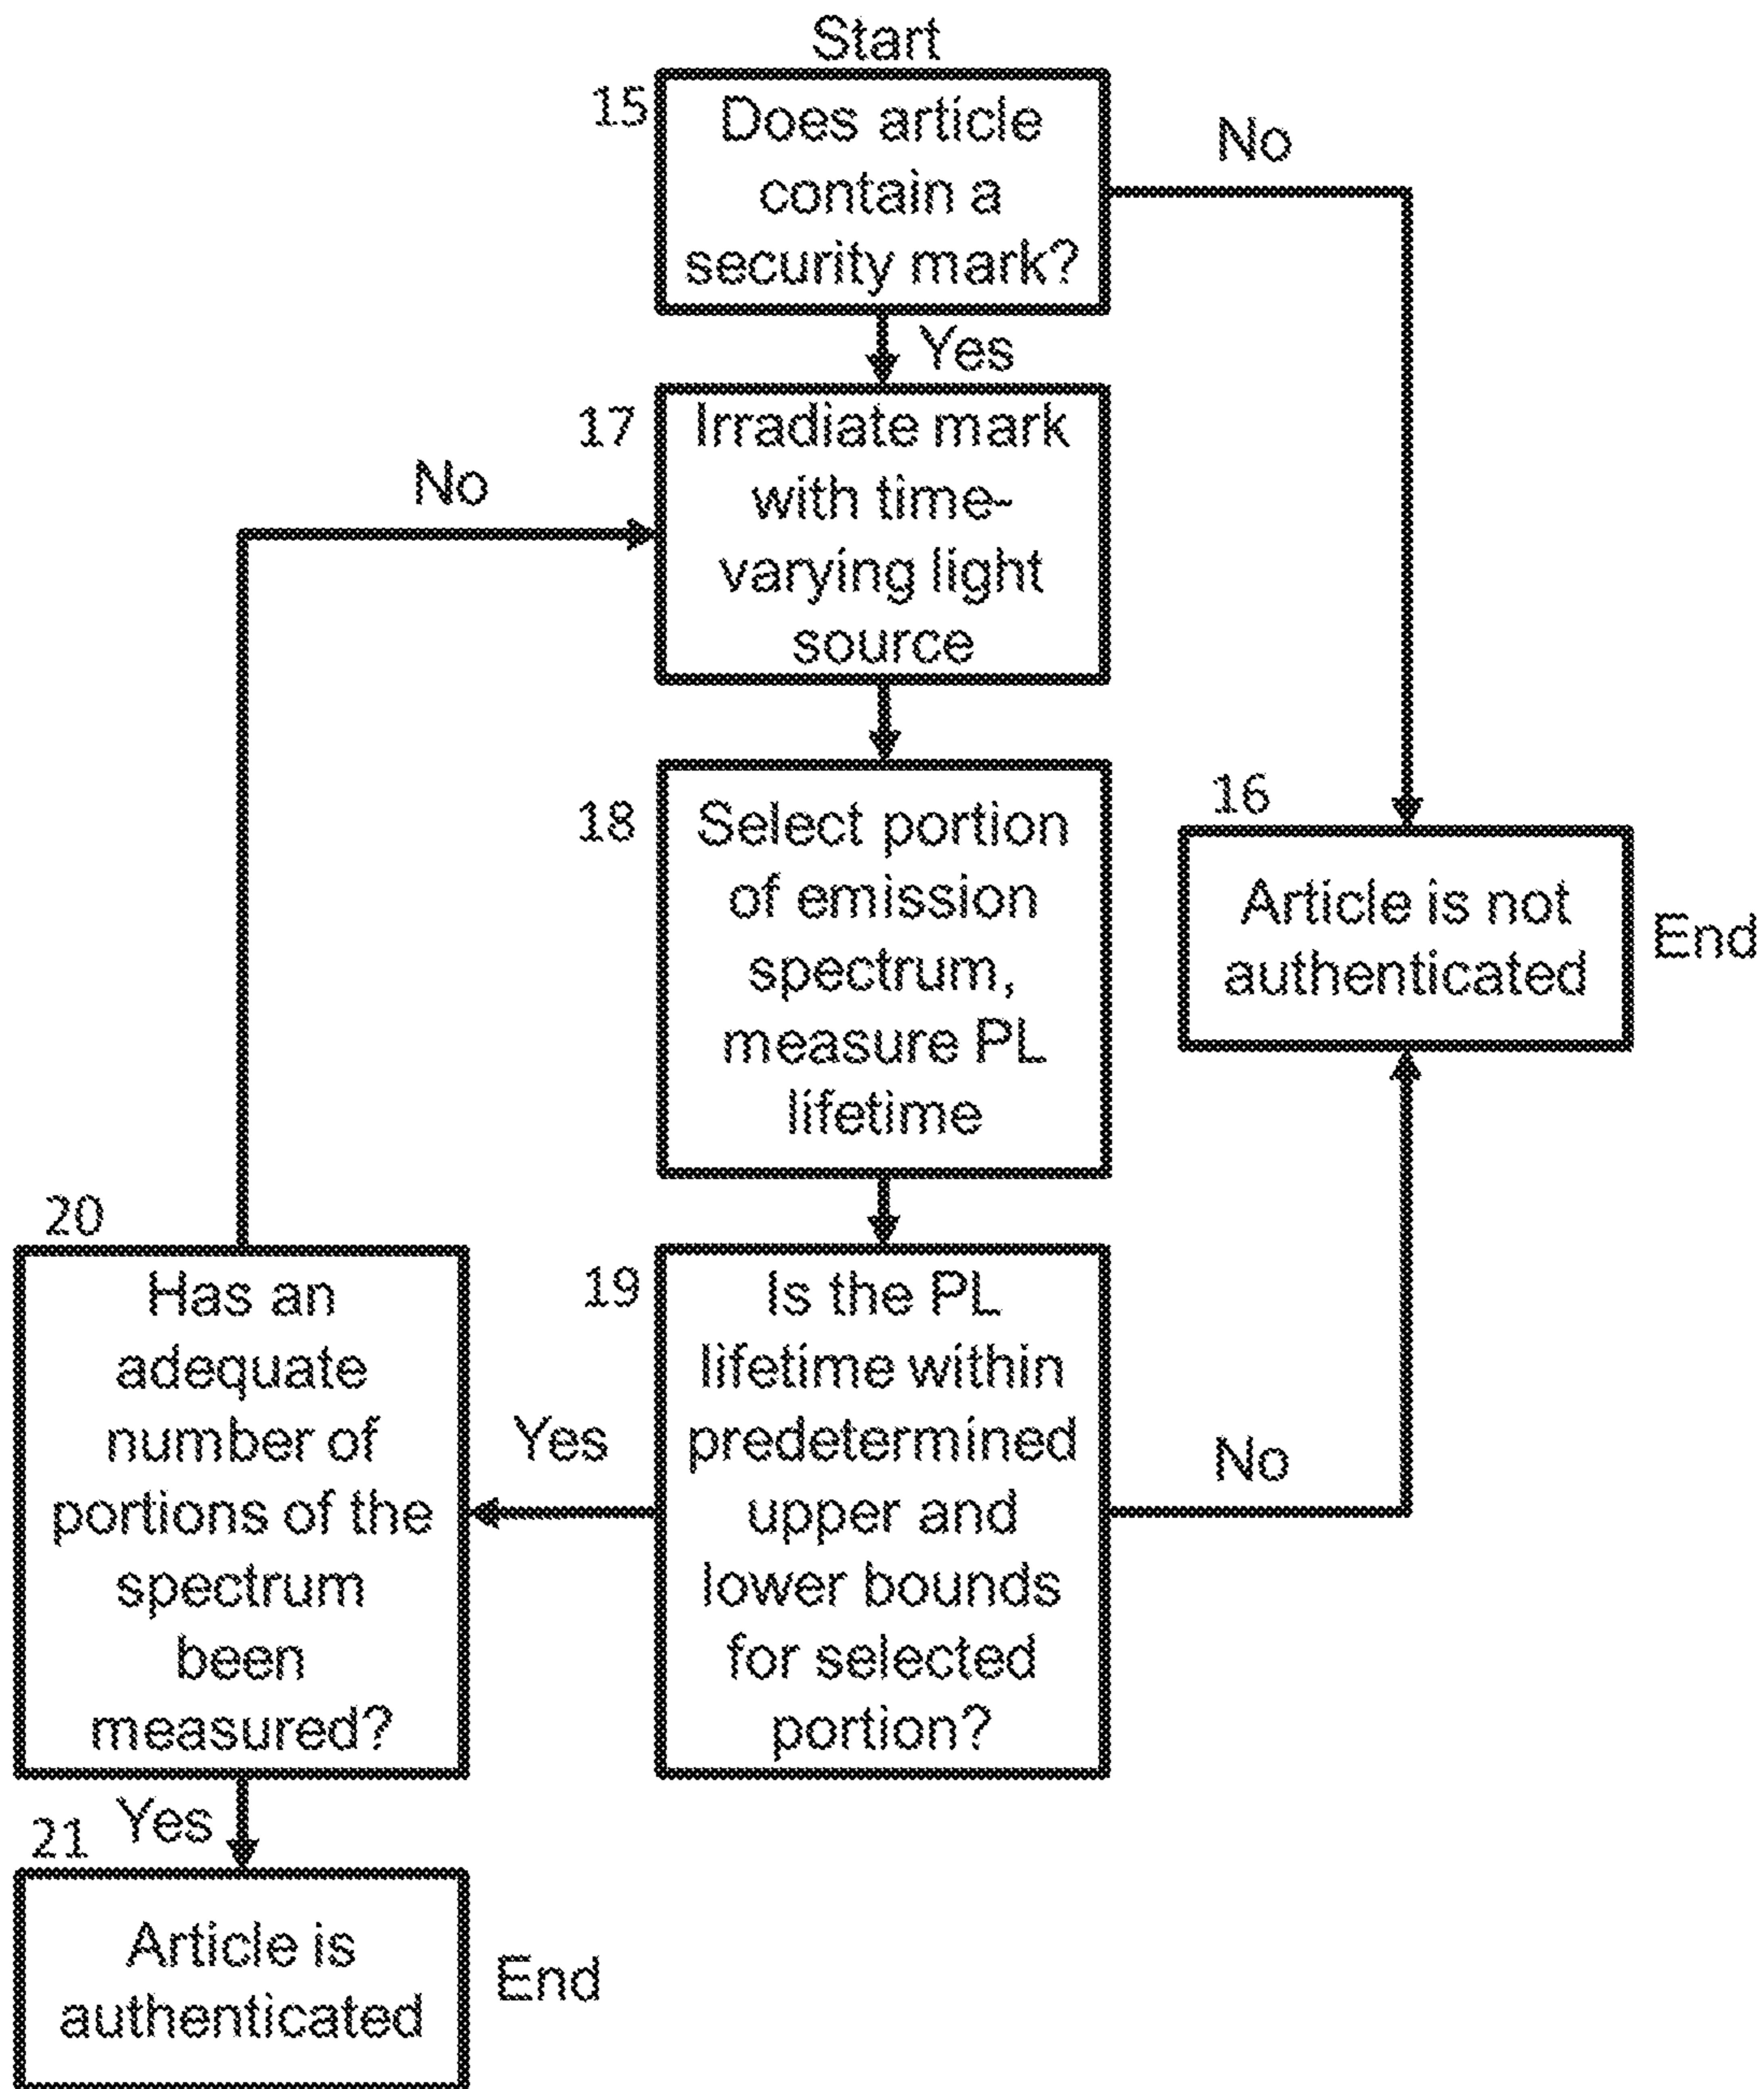 Start
15
Does article
contain a
security mark?
No
Yes
17
Irradiate mark
with time-
varying light
source
No
18
Select portion
of emission
spectrum,
measure PL
lifetime
16
Article is not
authenticated
End
20
Has an
adequate
number of
portions of the
spectrum
been
measured?
Yes
19
Is the PL
lifetime within
predetermined
upper and
lower bounds
for selected
portion?
No
Yes
21
Article is
authenticated
End